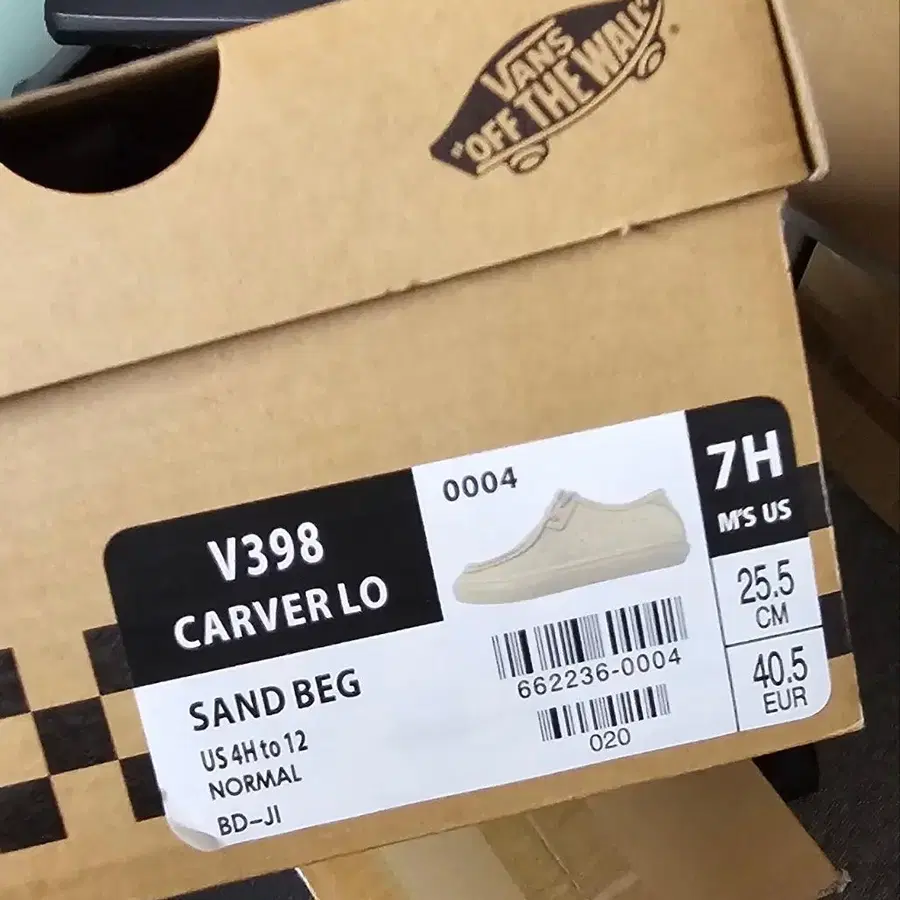 VANS
"OFF THE WALL"
V398
CARVER LO
0004
7H
M'S US
25.5
CM
40.5
EUR
SAND BEG
US 4H to 12
NORMAL
BD-JI
662236-0004
020